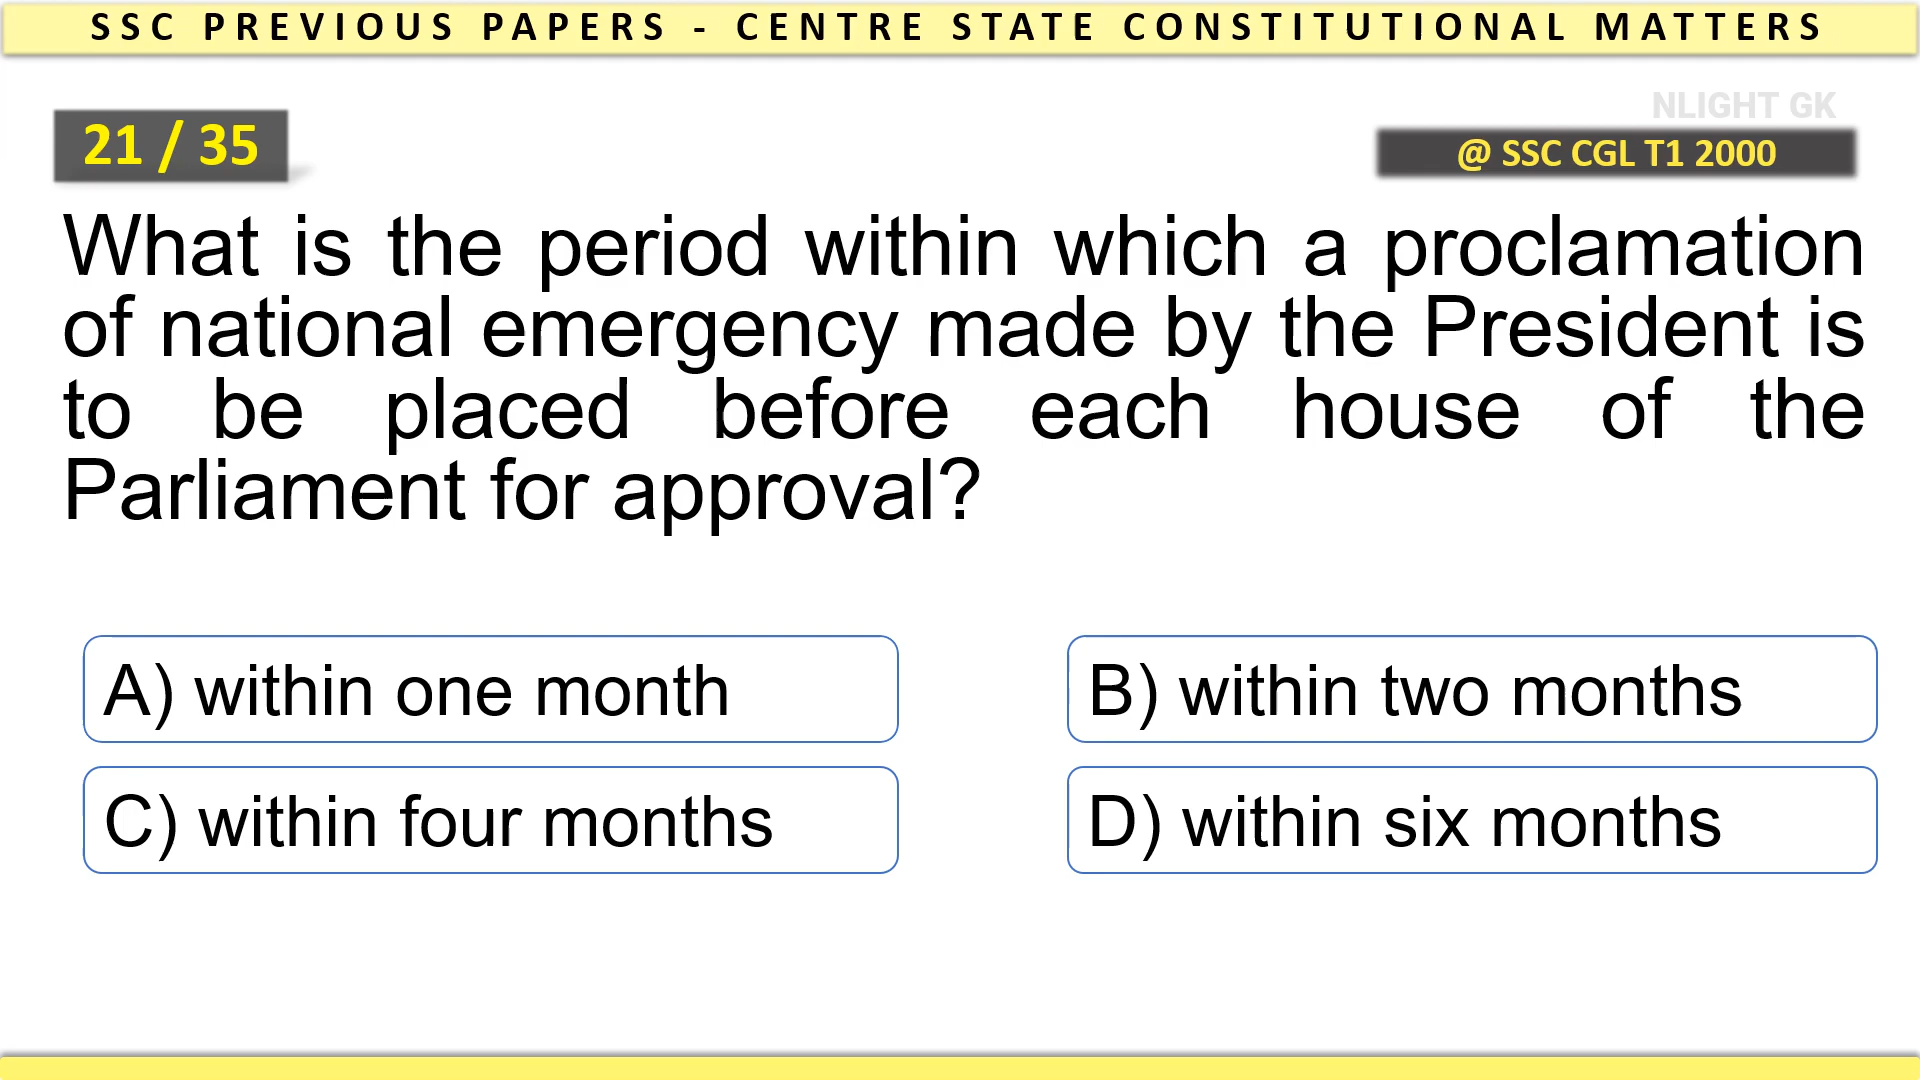 SSC PREVIOUS PAPERS - CENTRE STATE CONSTITUTIONAL MATTERS
NLIGHT GK
21 / 35
@ SSC CGL T1 2000
What is the period within which a proclamation
of national emergency made by the President is
to be placed before each house of the
Parliament for approval?
A) within one month
B) within two months
C) within four months
D) within six months